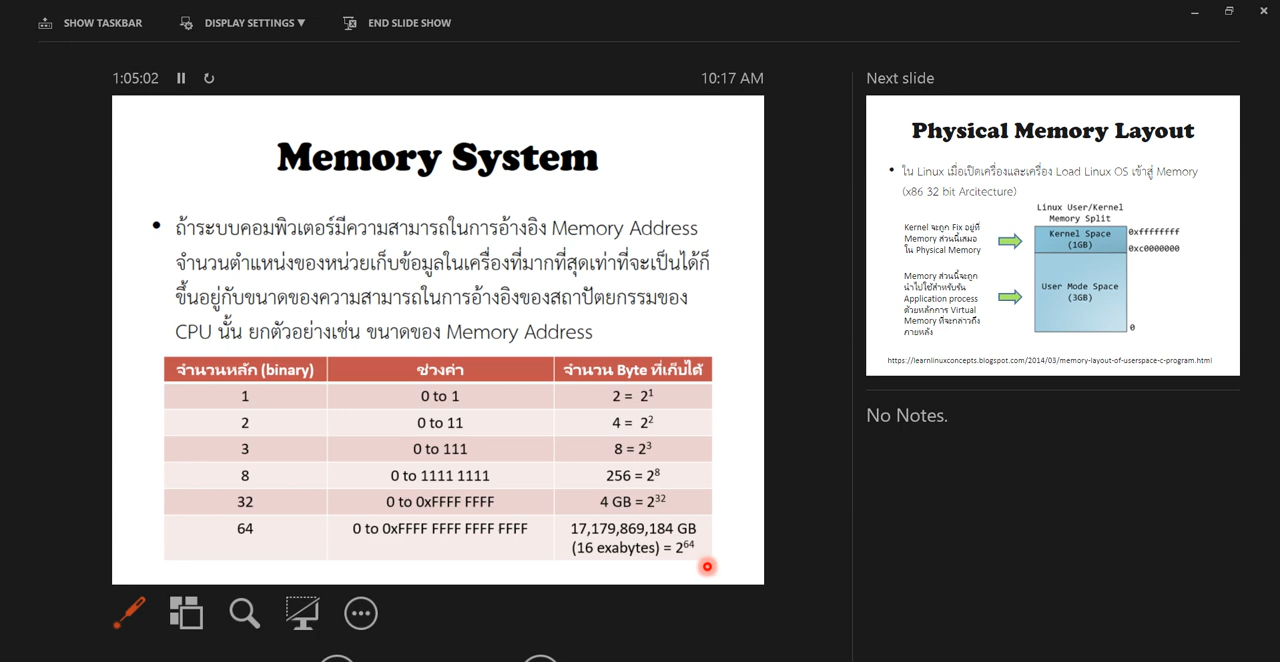 SHOW TASKBAR
DISPLAY SETTINGS ▼
END SLIDE SHOW
1:05:02
10:17 AM
Memory System
• ถ้าระบบคอมพิวเตอร์มีความสามารถในการอ้างอิง Memory Address
จำนวนตำแหน่งของหน่วยเก็บข้อมูลในเครื่องที่มากที่สุดเท่าที่จะเป็นได้ก็
ขึ้นอยู่กับขนาดของความสามารถในการอ้างอิงของสถาปัตยกรรมของ
CPU นั้น ยกตัวอย่างเช่น ขนาดของ Memory Address
จำนวนหลัก (binary) ช่วงค่า จำนวน Byte ที่เก็บได้
1 0 to 1 2 = 2¹
2 0 to 11 4 = 2²
3 0 to 111 8 = 2³
8 0 to 1111 1111 256 = 2⁸
32 0 to 0xFFFF FFFF 4 GB = 2³²
64 0 to 0xFFFF FFFF FFFF FFFF 17,179,869,184 GB
(16 exabytes) = 2⁶⁴
Next slide
Physical Memory Layout
• ใน Linux เมื่อเปิดเครื่องและเครื่อง Load Linux OS เข้าสู่ Memory
(x86 32 bit Arcitecture)
Linux User/Kernel
Memory Split
Kernel จะถูก Fix อยู่ที่
Memory ส่วนนี้เสมอ
ใน Physical Memory
Kernel Space
(1GB)
0xffffffff
0xc0000000
Memory ส่วนนี้จะถูก
นำไปใช้สำหรับรัน
Application process
ด้วยหลักการ Virtual
Memory ที่จะกล่าวถึง
ภายหลัง
User Mode Space
(3GB)
0
https://learnlinuxconcepts.blogspot.com/2014/03/memory-layout-of-userspace-c-program.html
No Notes.